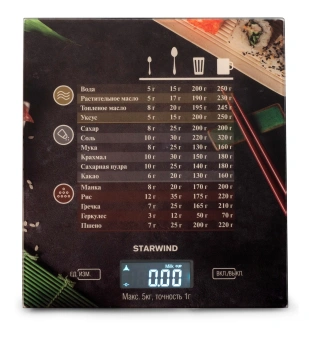 Вода 5 г 15 г 200 г 250 г
Растительное масло 5 г 17 г 190 г 230 г
Топленое масло 8 г 20 г 195 г 245 г
Уксус 5 г 15 г 200 г 250 г
Сахар 8 г 25 г 200 г 200 г
Соль 10 г 30 г 220 г 320 г
Мука 8 г 25 г 130 г 160 г
Крахмал 10 г 30 г 150 г 180 г
Сахарная пудра 10 г 25 г 140 г 180 г
Какао 6 г 20 г 130 г 160 г
Манка 8 г 20 г 170 г 200 г
Рис 12 г 35 г 175 г 220 г
Гречка 7 г 25 г 165 г 210 г
Геркулес 3 г 12 г 50 г 70 г
Пшено 7 г 25 г 200 г 220 г
STARWIND
ЕД.ИЗМ. 0.00 ВКЛ/ВЫКЛ
Макс. 5кг, точность 1г